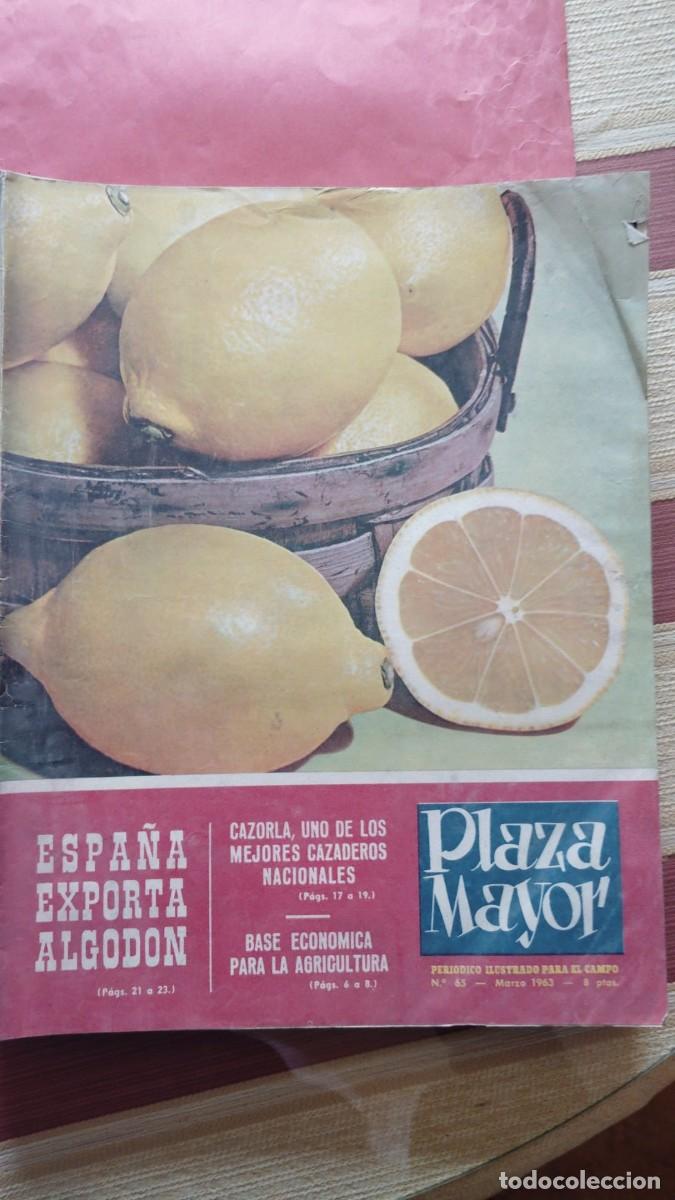 ESPAÑA
EXPORTA
ALGODON
(Págs. 21 a 23.)
CAZORLA, UNO DE LOS
MEJORES CAZADEROS
NACIONALES
(Págs. 17 a 19.)
BASE ECONOMICA
PARA LA AGRICULTURA
(Págs. 6 a 8.)
Plaza
Mayor
PERIODICO ILUSTRADO PARA EL CAMPO
N.º 65 — Marzo 1963 — 8 ptas.
todocoleccion